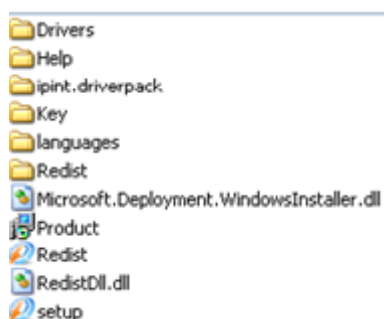 Drivers
Help
ipint.driverpack
Key
languages
Redist
Microsoft.Deployment.WindowsInstaller.dll
Product
Redist
RedistDll.dll
setup